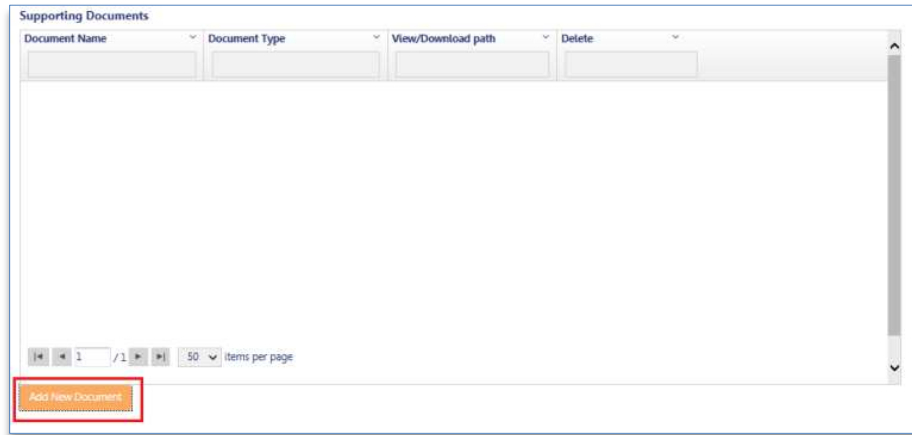 Supporting Documents
Document Name Document Type View/Download path Delete
1 / 1 50 items per page
Add New Document